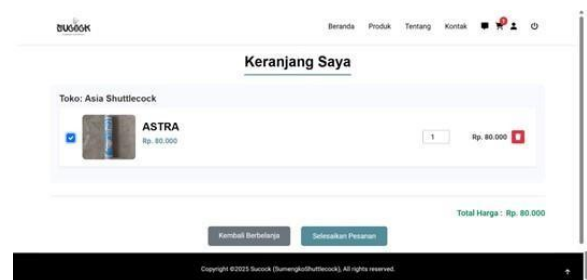 SUCOCK
Beranda Produk Tentang Kontak
Keranjang Saya
Toko: Asia Shuttlecock
ASTRA
Rp. 80.000
1 Rp. 80.000
Total Harga : Rp. 80.000
Kembali Berbelanja Selesaikan Pesanan
Copyright ©2025 Sucock (SumengkoShuttlecock), All rights reserved.